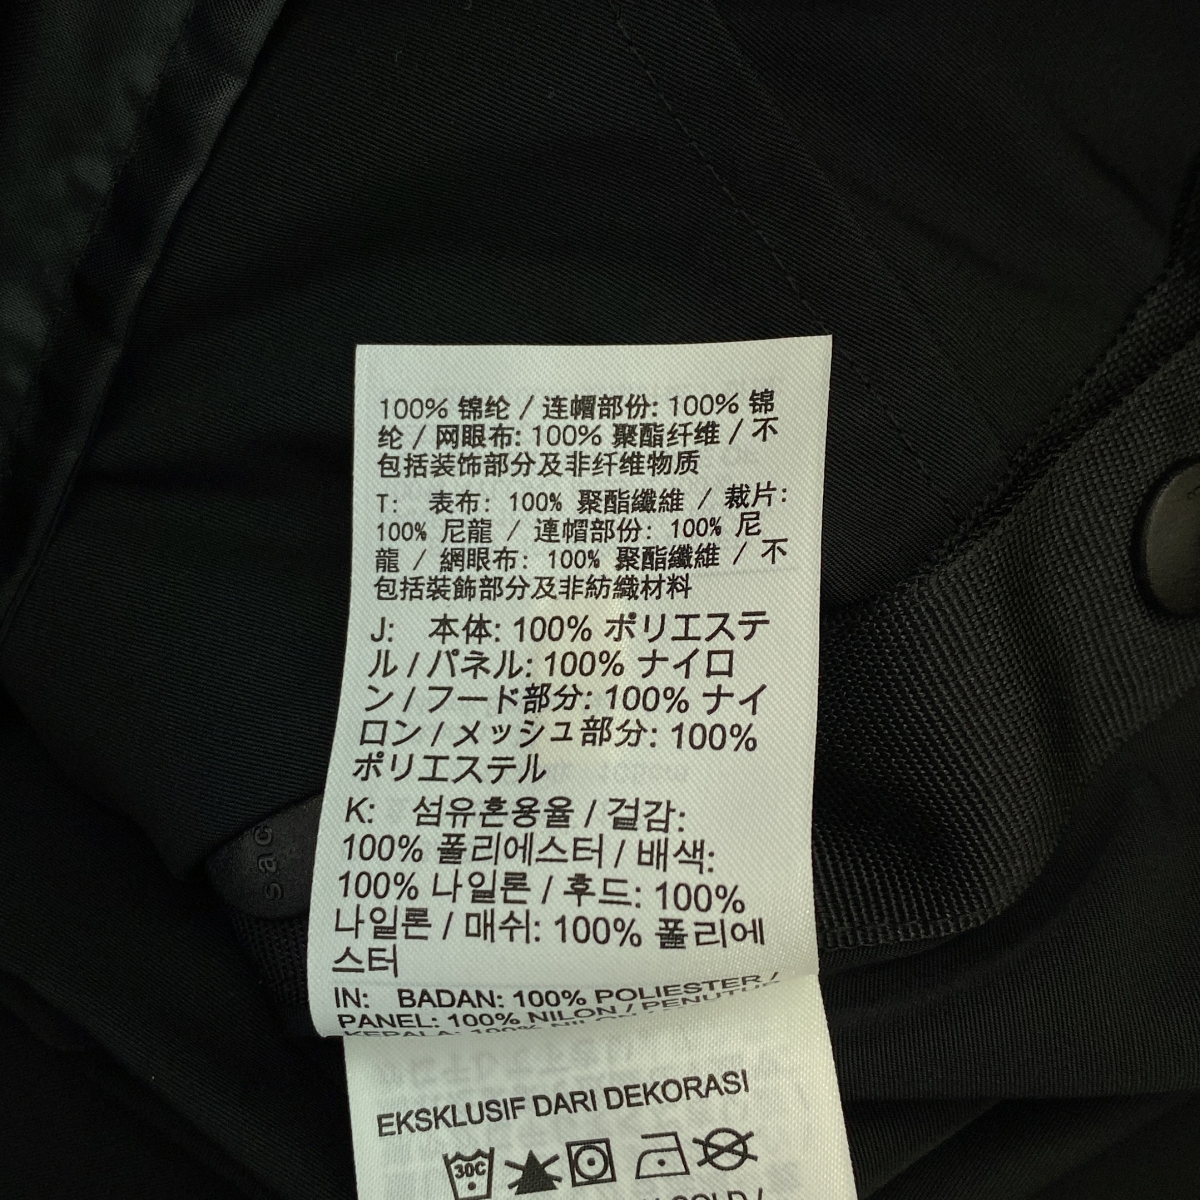 100% 锦纶 / 连帽部份: 100% 锦
纶 / 网眼布: 100% 聚酯纤维 / 不
包括装饰部分及非纤维物质
T: 表布: 100% 聚酯纖維 / 裁片:
100% 尼龍 / 連帽部份: 100% 尼
龍 / 網眼布: 100% 聚酯纖維 / 不
包括裝飾部分及非紡織材料
J: 本体: 100% ポリエステ
ル / パネル: 100% ナイロ
ン / フード部分: 100% ナイ
ロン / メッシュ部分: 100%
ポリエステル
K: 섬유혼용율 / 겉감:
100% 폴리에스터 / 배색:
100% 나일론 / 후드: 100%
나일론 / 매쉬: 100% 폴리에
스터
IN: BADAN: 100% POLIESTER /
PANEL: 100% NILON / PENUTUP
KEPALA: 100% NILON /
EKSKLUSIF DARI DEKORASI
30C
COLD /
sac